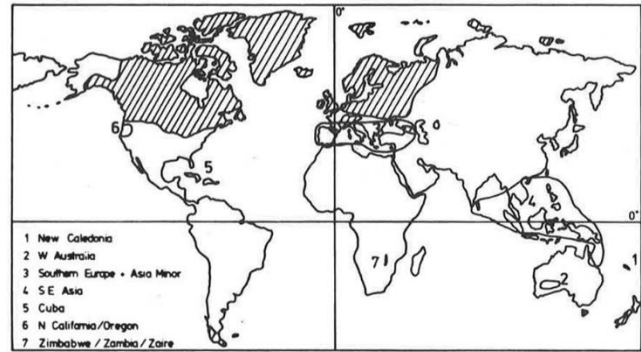 0°
6
5
4
0°
7
2
1
1 New Caledonia
2 W Australia
3 Southern Europe + Asia Minor
4 S E Asia
5 Cuba
6 N California/Oregon
7 Zimbabwe / Zambia / Zaire